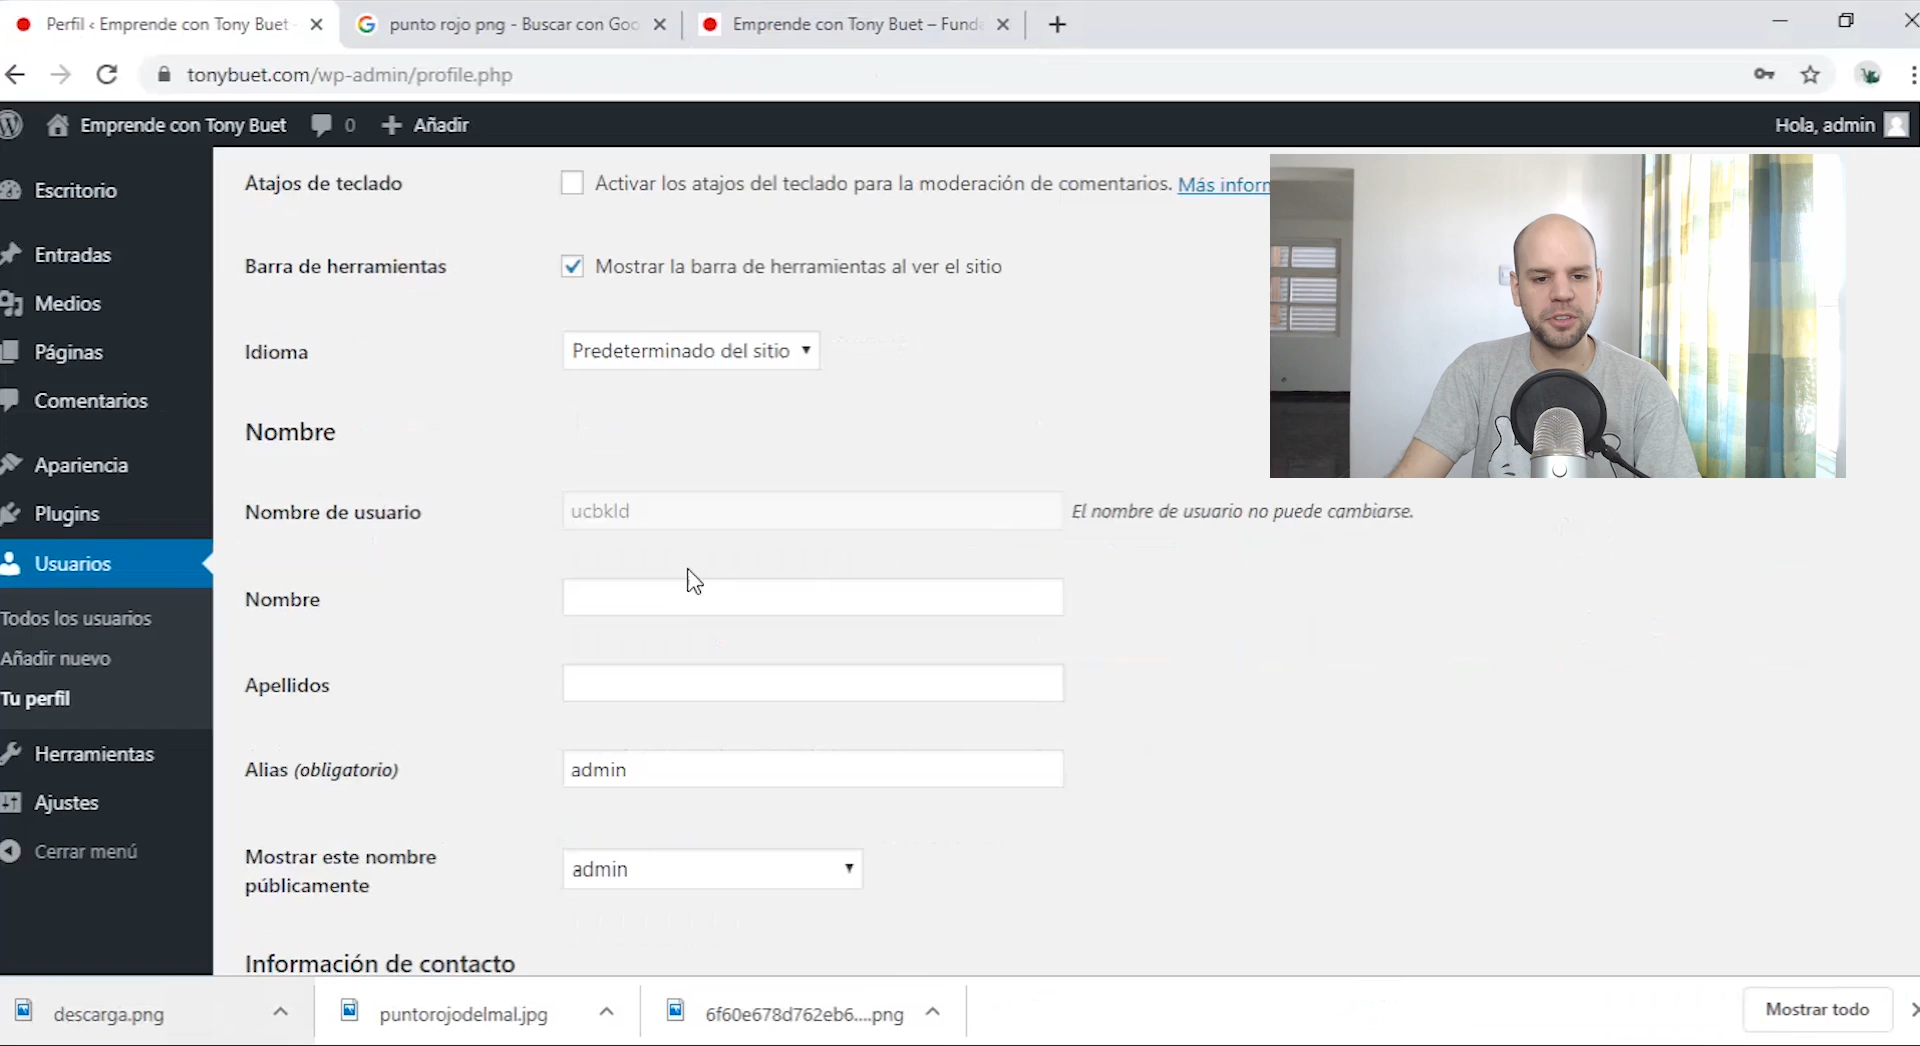 Perfil ‹ Emprende con Tony Buet -
punto rojo png - Buscar con Goo
Emprende con Tony Buet – Funda
tonybuet.com/wp-admin/profile.php
Emprende con Tony Buet
0
Añadir
Hola, admin
Escritorio
Entradas
Medios
Páginas
Comentarios
Apariencia
Plugins
Usuarios
Todos los usuarios
Añadir nuevo
Tu perfil
Herramientas
Ajustes
Cerrar menú
Atajos de teclado
Activar los atajos del teclado para la moderación de comentarios. Más inforn
Barra de herramientas
Mostrar la barra de herramientas al ver el sitio
Idioma
Predeterminado del sitio
Nombre
Nombre de usuario
ucbkld
El nombre de usuario no puede cambiarse.
Nombre
Apellidos
Alias (obligatorio)
admin
Mostrar este nombre
públicamente
admin
Información de contacto
descarga.png
puntorojodelmal.jpg
6f60e678d762eb6....png
Mostrar todo